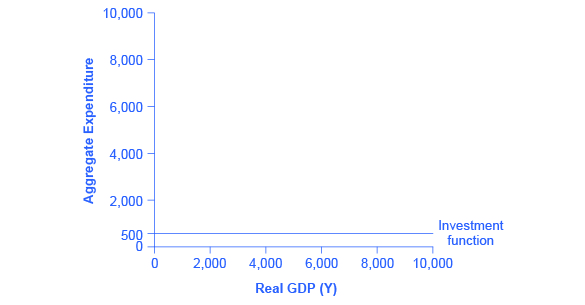 10,000
8,000
6,000
4,000
2,000
500
0
Aggregate Expenditure
Investment
function
0 2,000 4,000 6,000 8,000 10,000
Real GDP (Y)